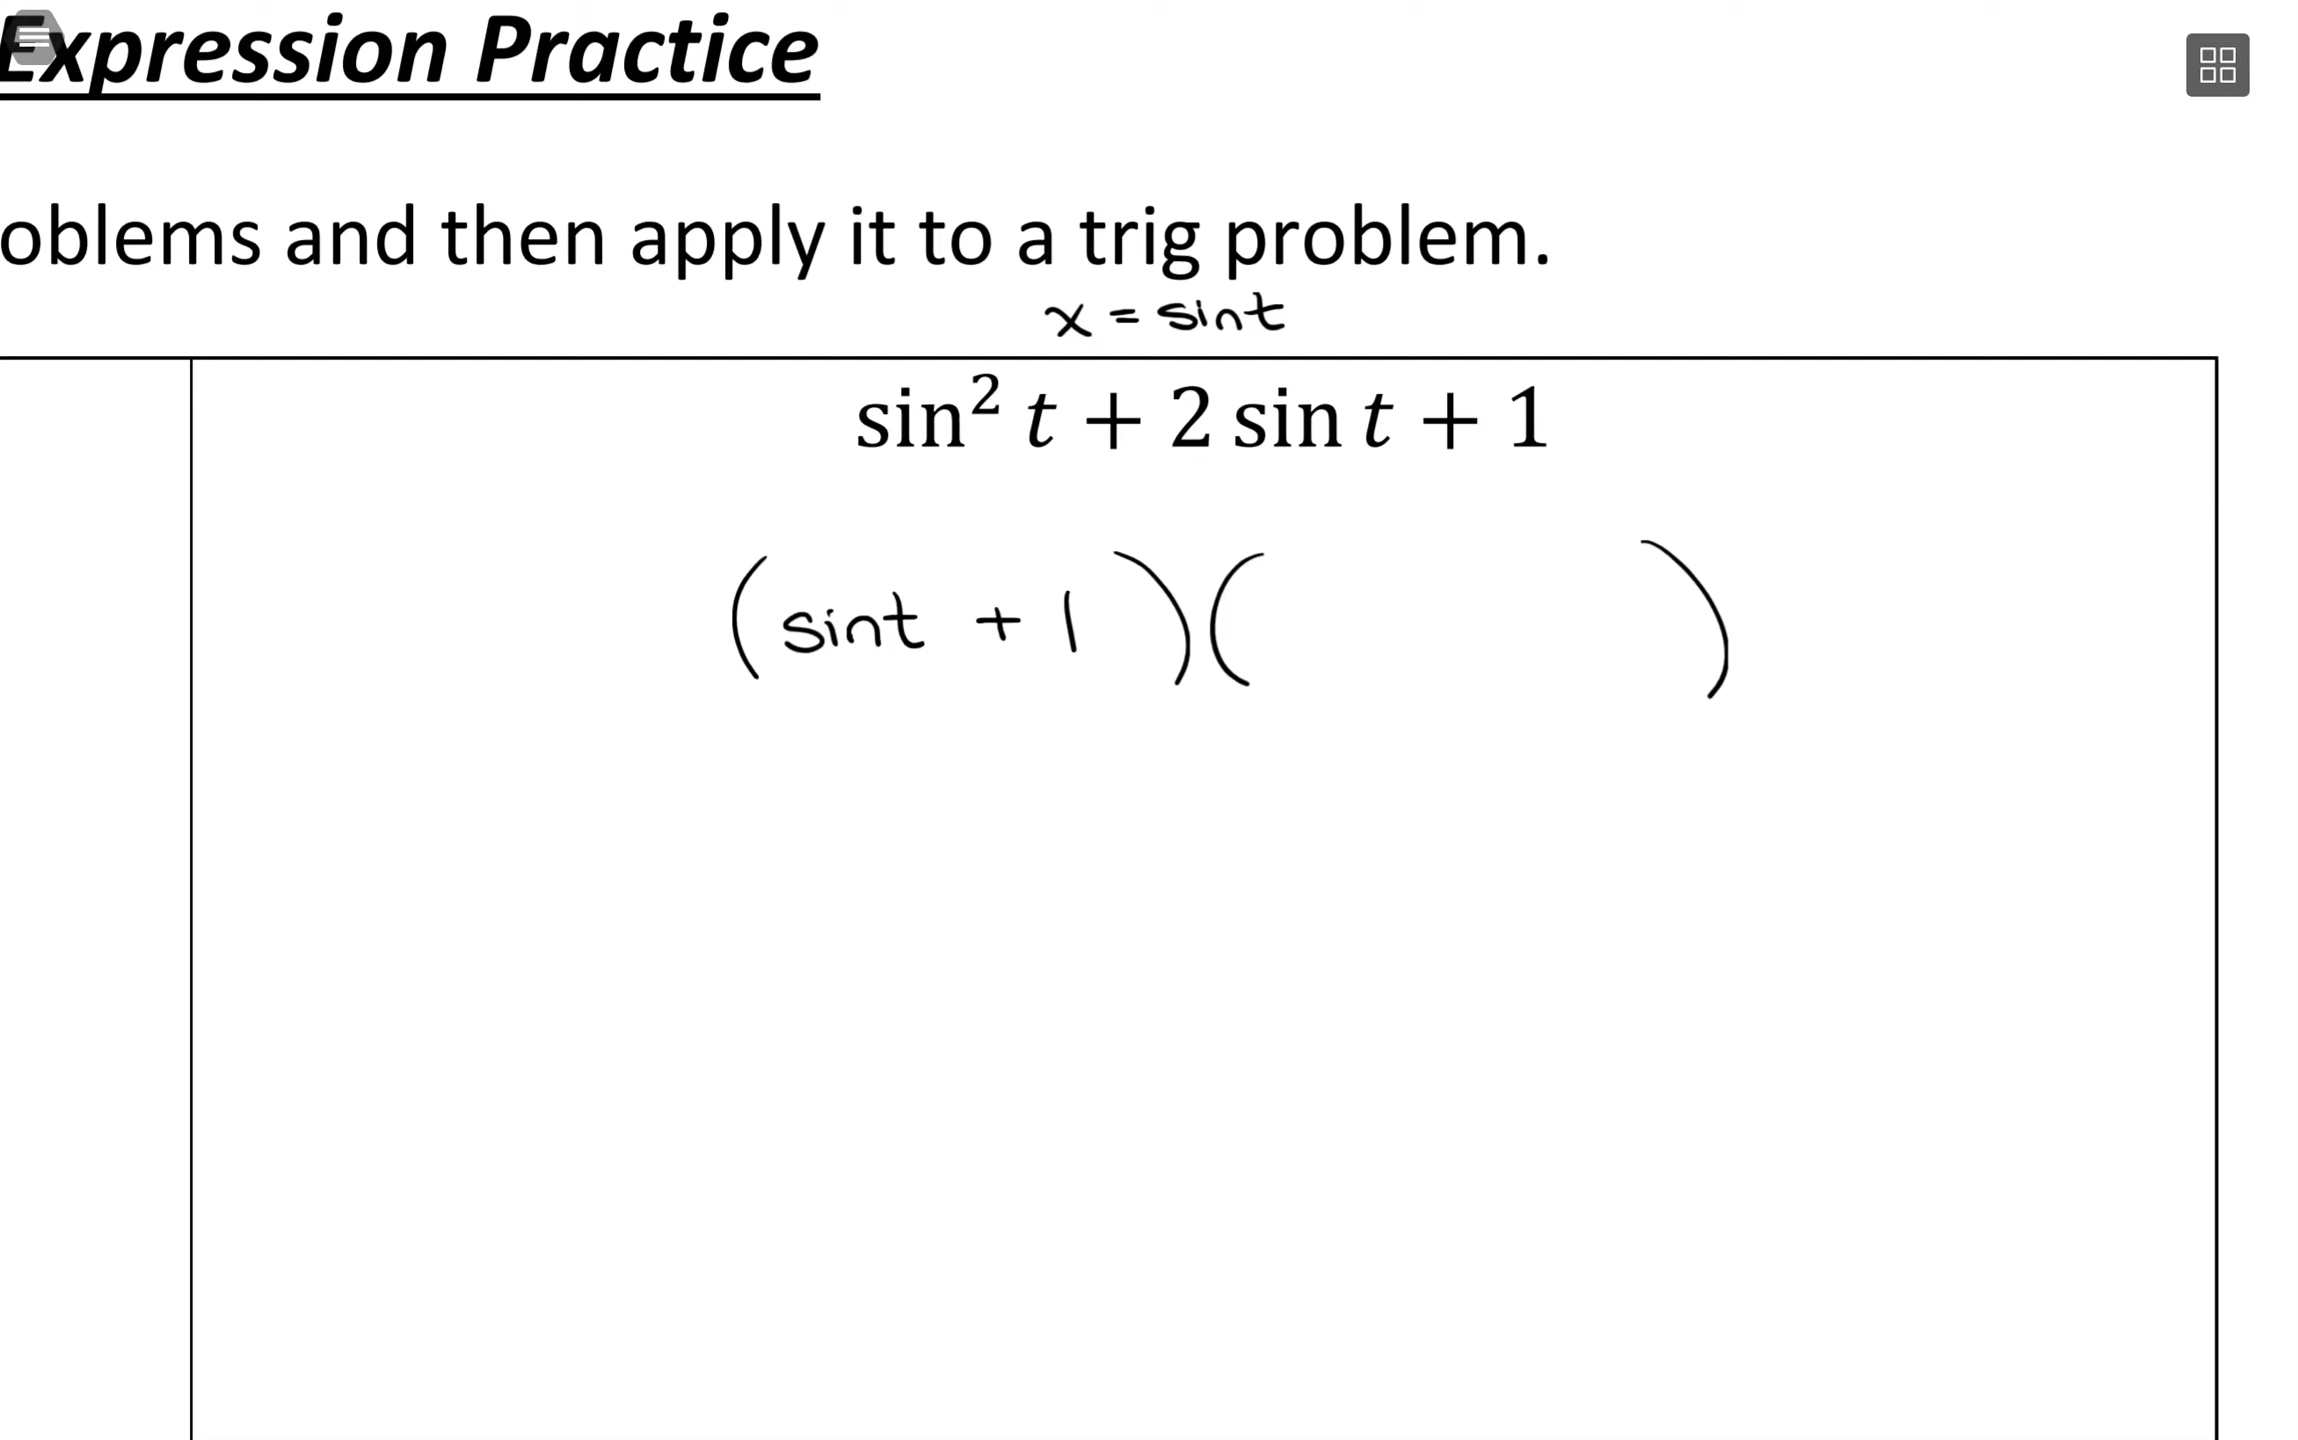 Expression Practice
oblems and then apply it to a trig problem.
x = sint
sin² t + 2 sin t + 1
(sint + 1)( )